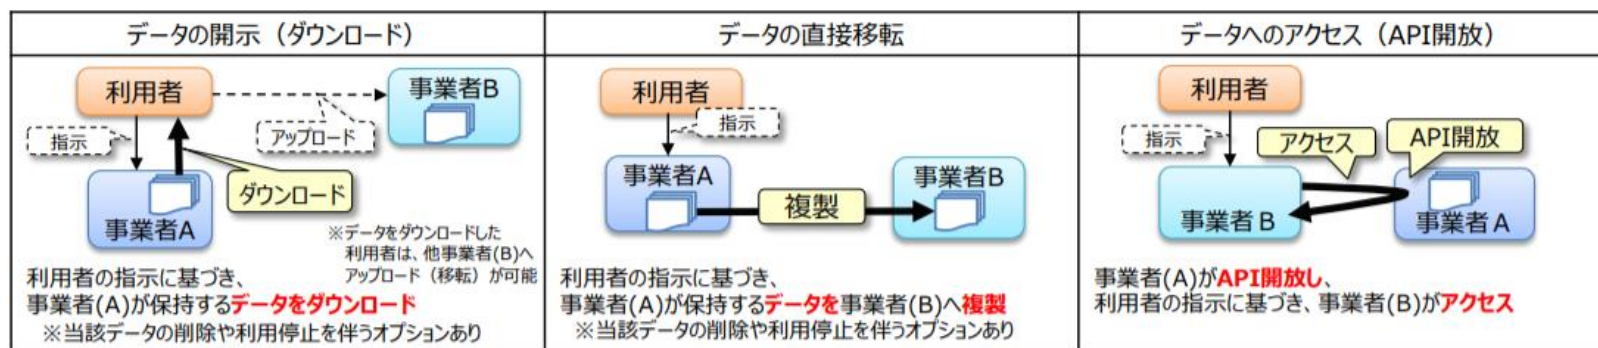 データの開示（ダウンロード）
利用者
事業者B
指示
アップロード
ダウンロード
事業者A
※データをダウンロードした
利用者は、他事業者(B)へ
アップロード（移転）が可能
利用者の指示に基づき、
事業者(A)が保持するデータをダウンロード
※当該データの削除や利用停止を伴うオプションあり
データの直接移転
利用者
指示
事業者A
複製
事業者B
利用者の指示に基づき、
事業者(A)が保持するデータを事業者(B)へ複製
※当該データの削除や利用停止を伴うオプションあり
データへのアクセス（API開放）
利用者
指示
アクセス
API開放
事業者B
事業者A
事業者(A)がAPI開放し、
利用者の指示に基づき、事業者(B)がアクセス